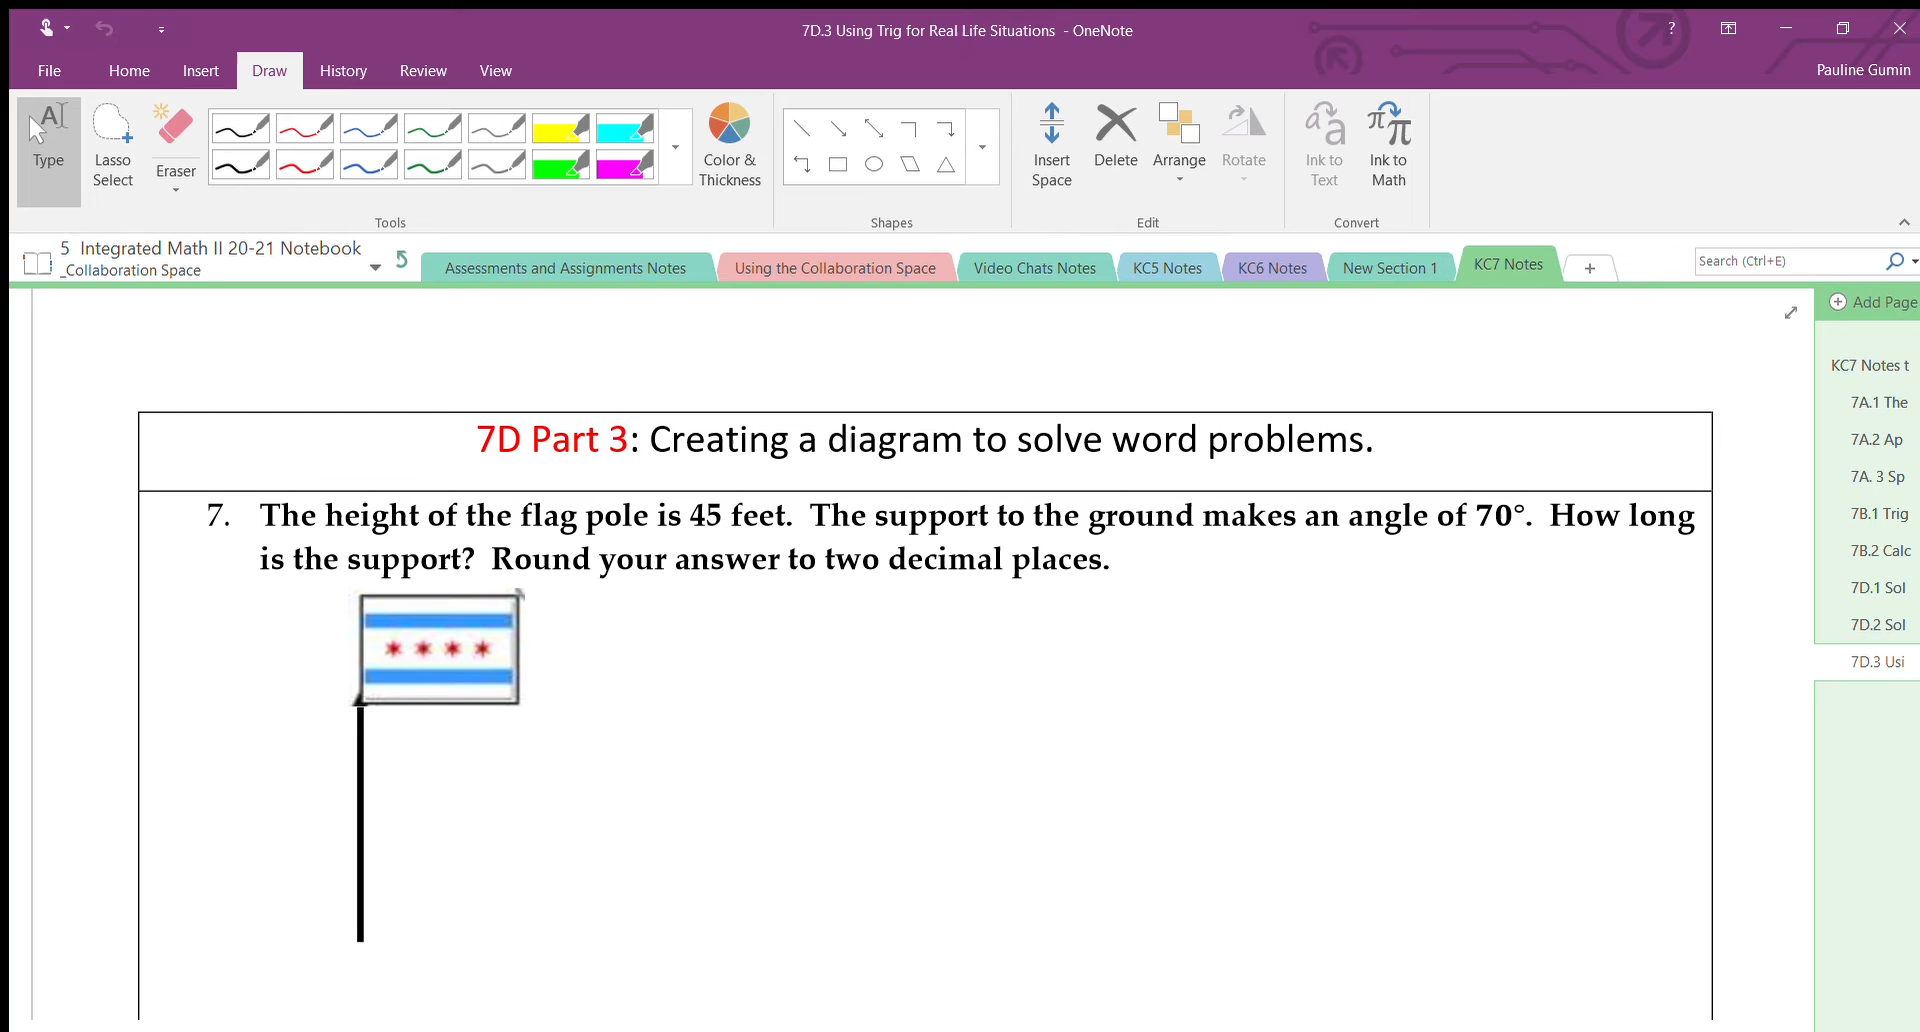 7D.3 Using Trig for Real Life Situations - OneNote
?
File Home Insert Draw History Review View Pauline Gumin
Type
Lasso Select
Eraser
Color & Thickness
Insert Space
Delete
Arrange
Rotate
Ink to Text
Ink to Math
Tools Shapes Edit Convert
5 Integrated Math II 20-21 Notebook
_Collaboration Space
Assessments and Assignments Notes
Using the Collaboration Space
Video Chats Notes
KC5 Notes
KC6 Notes
New Section 1
KC7 Notes
+
Search (Ctrl+E)
Add Page
KC7 Notes t
7A.1 The
7A.2 Ap
7A. 3 Sp
7B.1 Trig
7B.2 Calc
7D.1 Sol
7D.2 Sol
7D.3 Usi
7D Part 3: Creating a diagram to solve word problems.
7. The height of the flag pole is 45 feet. The support to the ground makes an angle of 70°. How long
is the support? Round your answer to two decimal places.